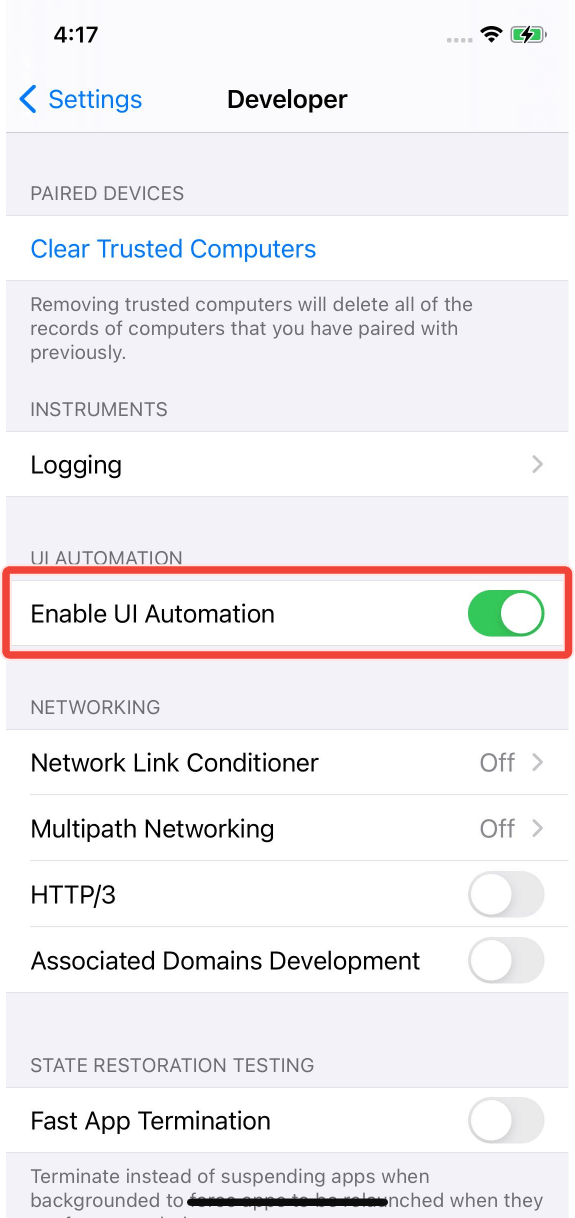 4:17
Settings
Developer
PAIRED DEVICES
Clear Trusted Computers
Removing trusted computers will delete all of the
records of computers that you have paired with
previously.
INSTRUMENTS
Logging
UI AUTOMATION
Enable UI Automation
NETWORKING
Network Link Conditioner Off
Multipath Networking Off
HTTP/3
Associated Domains Development
STATE RESTORATION TESTING
Fast App Termination
Terminate instead of suspending apps when
backgrounded to nched when they